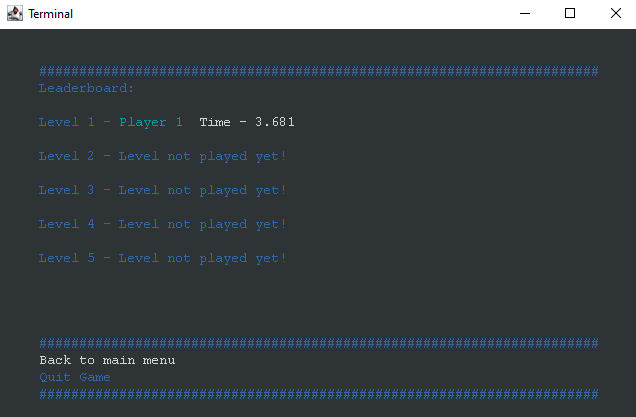 Terminal
######################################################################
Leaderboard:
Level 1 - Player 1  Time - 3.681
Level 2 - Level not played yet!
Level 3 - Level not played yet!
Level 4 - Level not played yet!
Level 5 - Level not played yet!
######################################################################
Back to main menu
Quit Game
######################################################################